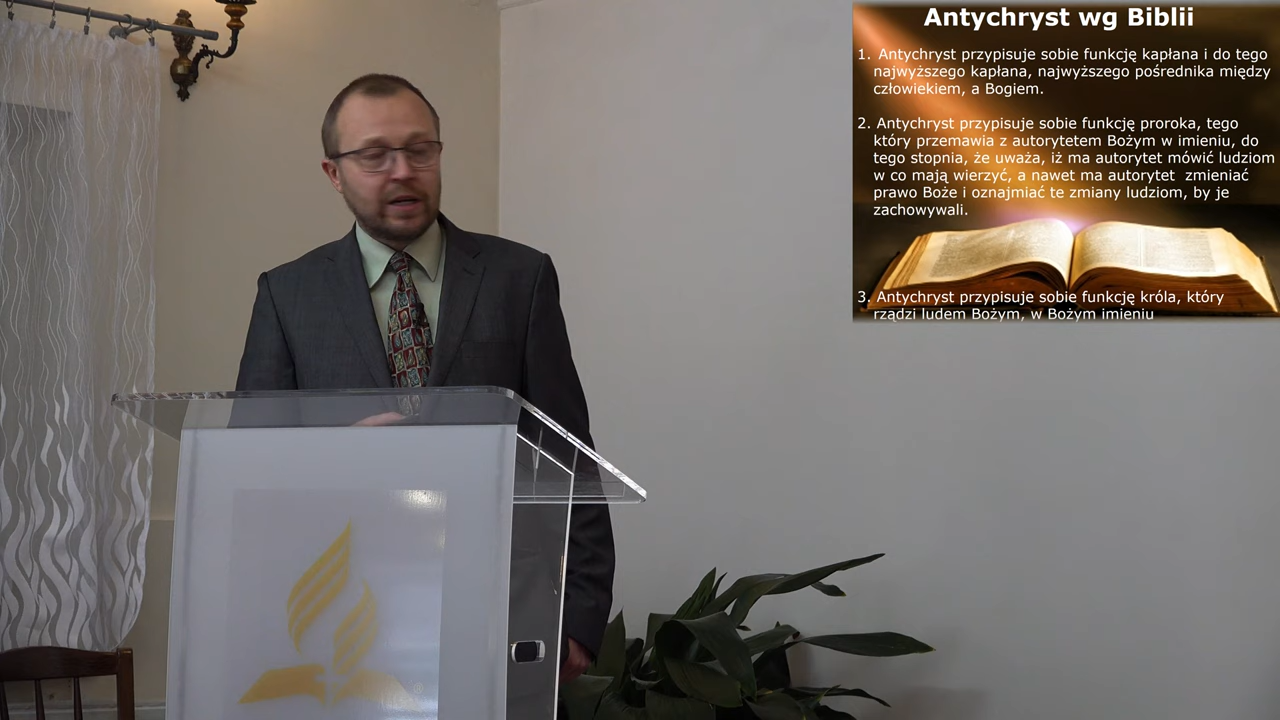 Antychryst wg Biblii
1. Antychryst przypisuje sobie funkcję kapłana i do tego
najwyższego kapłana, najwyższego pośrednika między
człowiekiem, a Bogiem.
2. Antychryst przypisuje sobie funkcję proroka, tego
który przemawia z autorytetem Bożym w imieniu, do
tego stopnia, że uważa, iż ma autorytet mówić ludziom
w co mają wierzyć, a nawet ma autorytet zmieniać
prawo Boże i oznajmiać te zmiany ludziom, by je
zachowywali.
3. Antychryst przypisuje sobie funkcję króla, który
rządzi ludem Bożym, w Bożym imieniu